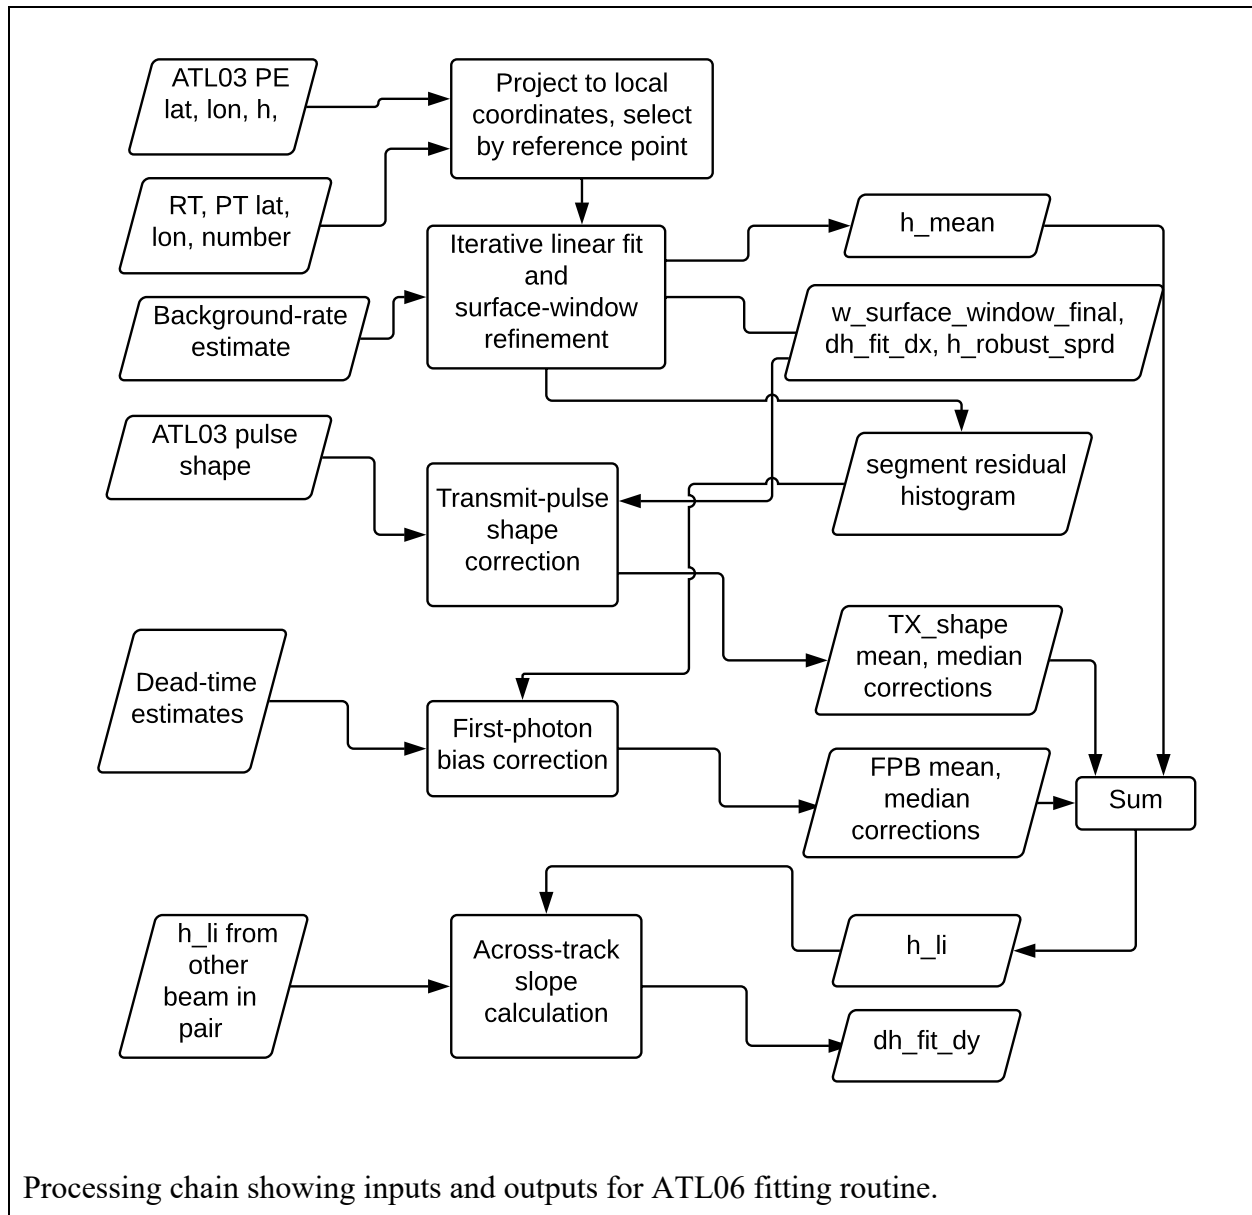 ATL03 PE
lat, lon, h,
Project to local
coordinates, select
by reference point
RT, PT lat,
lon, number
h_mean
Iterative linear fit
and
surface-window
refinement
Background-rate
estimate
w_surface_window_final,
dh_fit_dx, h_robust_sprd
ATL03 pulse
shape
segment residual
histogram
Transmit-pulse
shape
correction
TX_shape
mean, median
corrections
Dead-time
estimates
First-photon
bias correction
FPB mean,
median
corrections
Sum
h_li from
other
beam in
pair
Across-track
slope
calculation
h_li
dh_fit_dy
Processing chain showing inputs and outputs for ATL06 fitting routine.